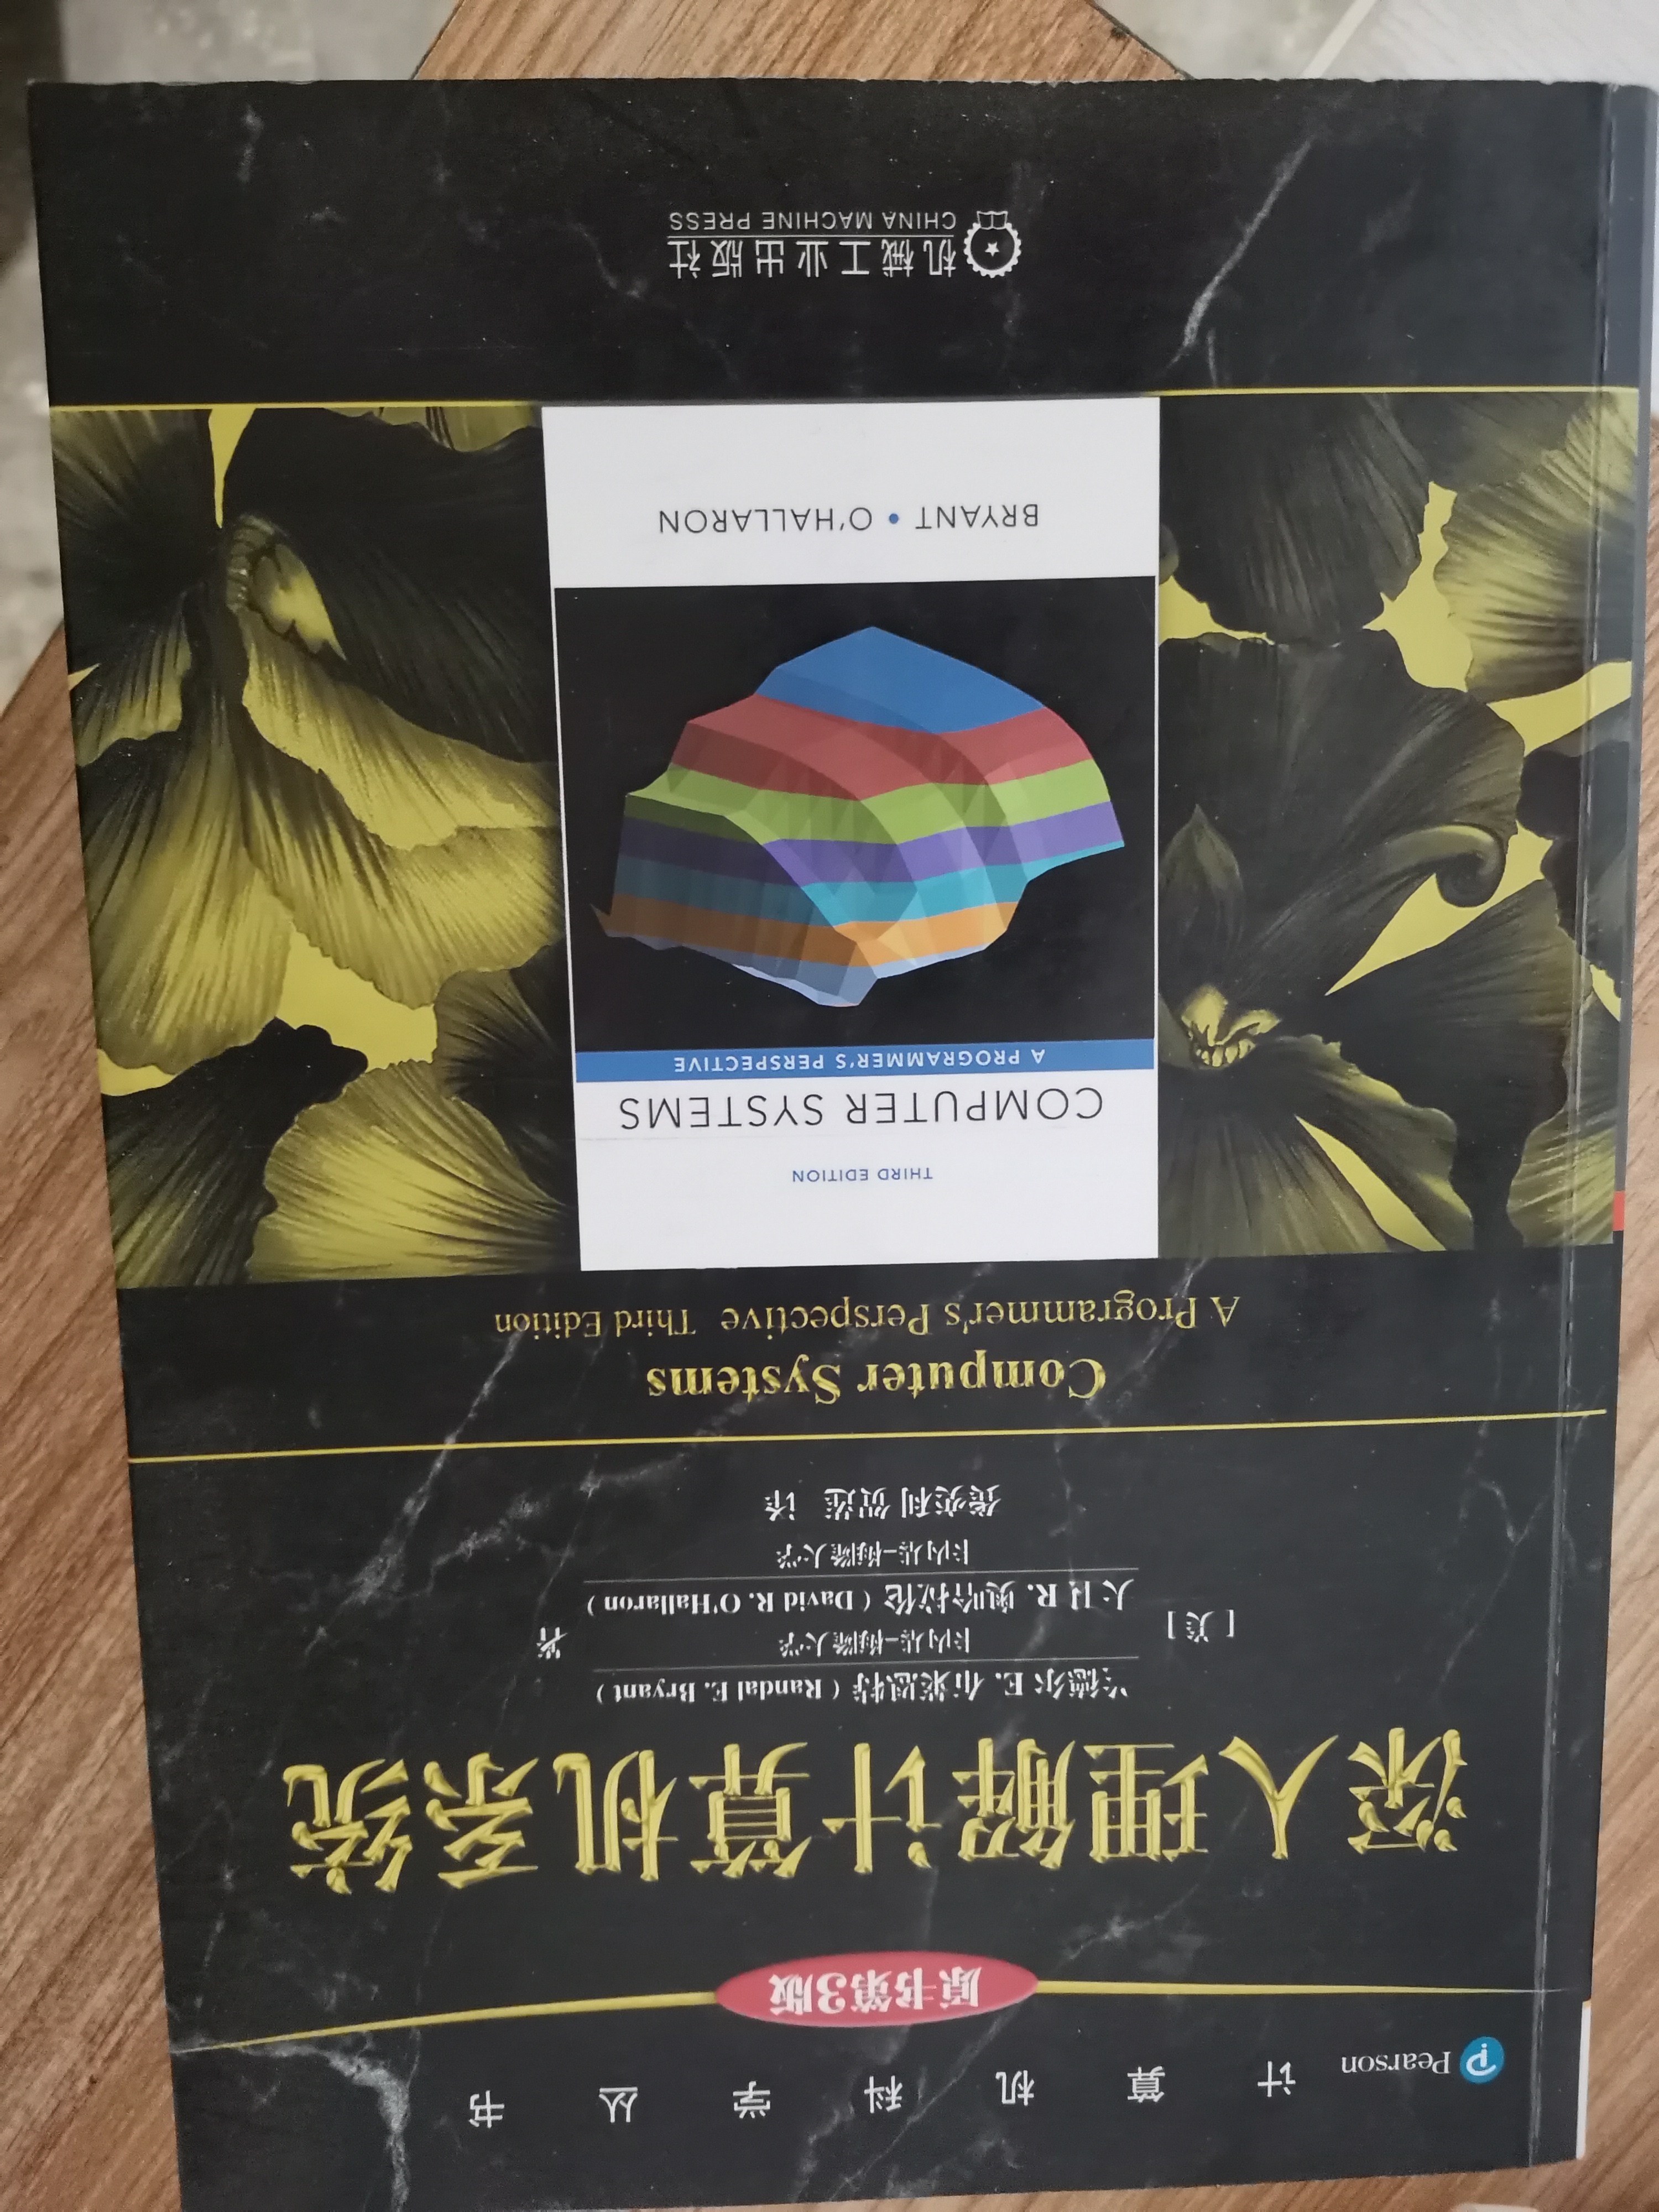 Pearson 计算机科学丛书
原书第3版
深入理解计算机系统
兰德尔 E. 布莱恩特（Randal E. Bryant）
卡内基-梅隆大学
[美]
著
大卫 R. 奥哈拉伦（David R. O'Hallaron）
卡内基-梅隆大学
龚奕利 贺莲 译
Computer Systems
A Programmer's Perspective Third Edition
THIRD EDITION
COMPUTER SYSTEMS
A PROGRAMMER'S PERSPECTIVE
BRYANT • O'HALLARON
机械工业出版社
CHINA MACHINE PRESS